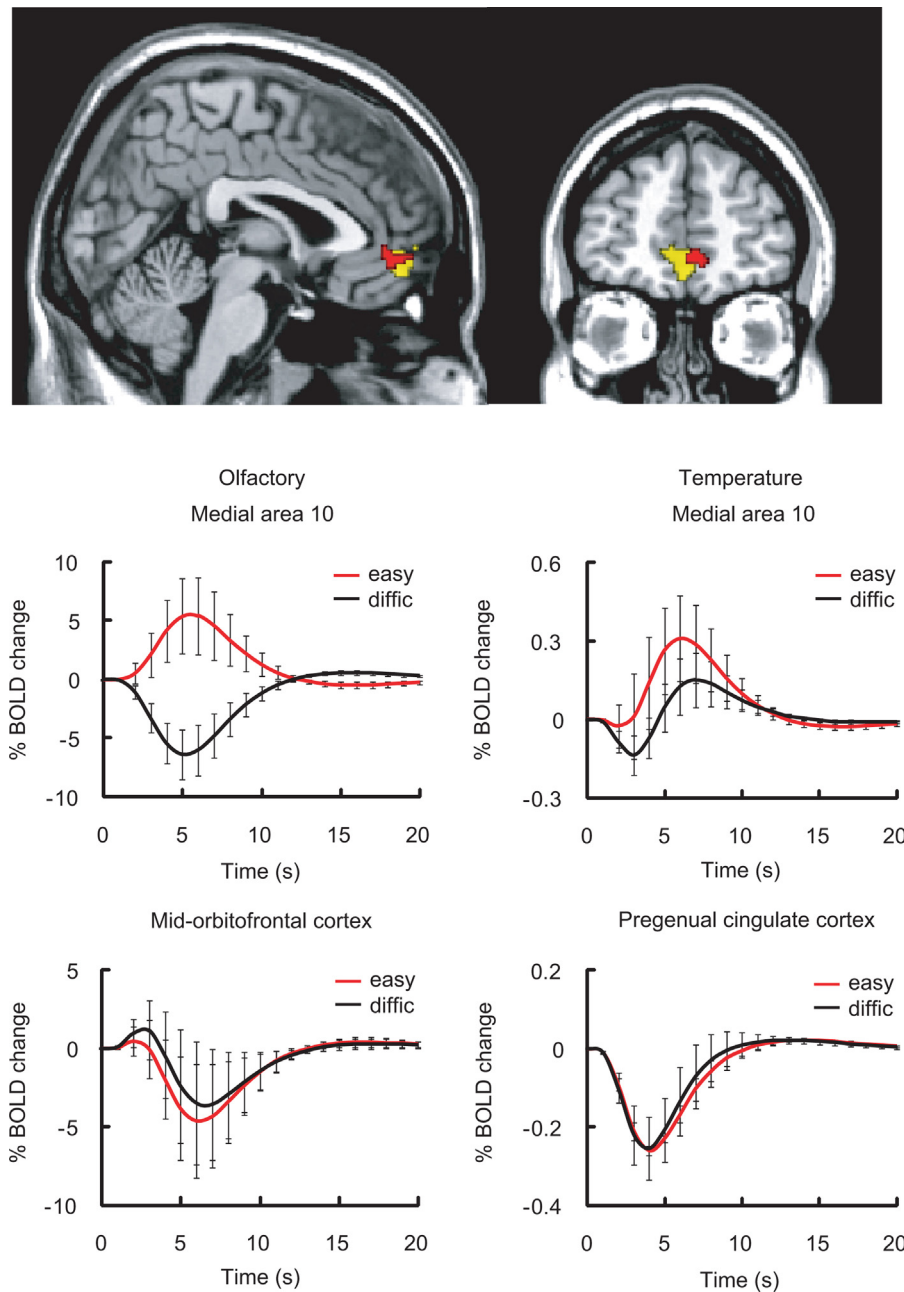 Olfactory
Medial area 10
10
5
0
-5
-10
% BOLD change
easy
diffic
0 5 10 15 20
Time (s)
Temperature
Medial area 10
0.6
0.3
0
-0.3
% BOLD change
easy
diffic
0 5 10 15 20
Time (s)
Mid-orbitofrontal cortex
5
0
-5
-10
% BOLD change
easy
diffic
0 5 10 15 20
Time (s)
Pregenual cingulate cortex
0.2
0
-0.2
-0.4
% BOLD change
easy
diffic
0 5 10 15 20
Time (s)